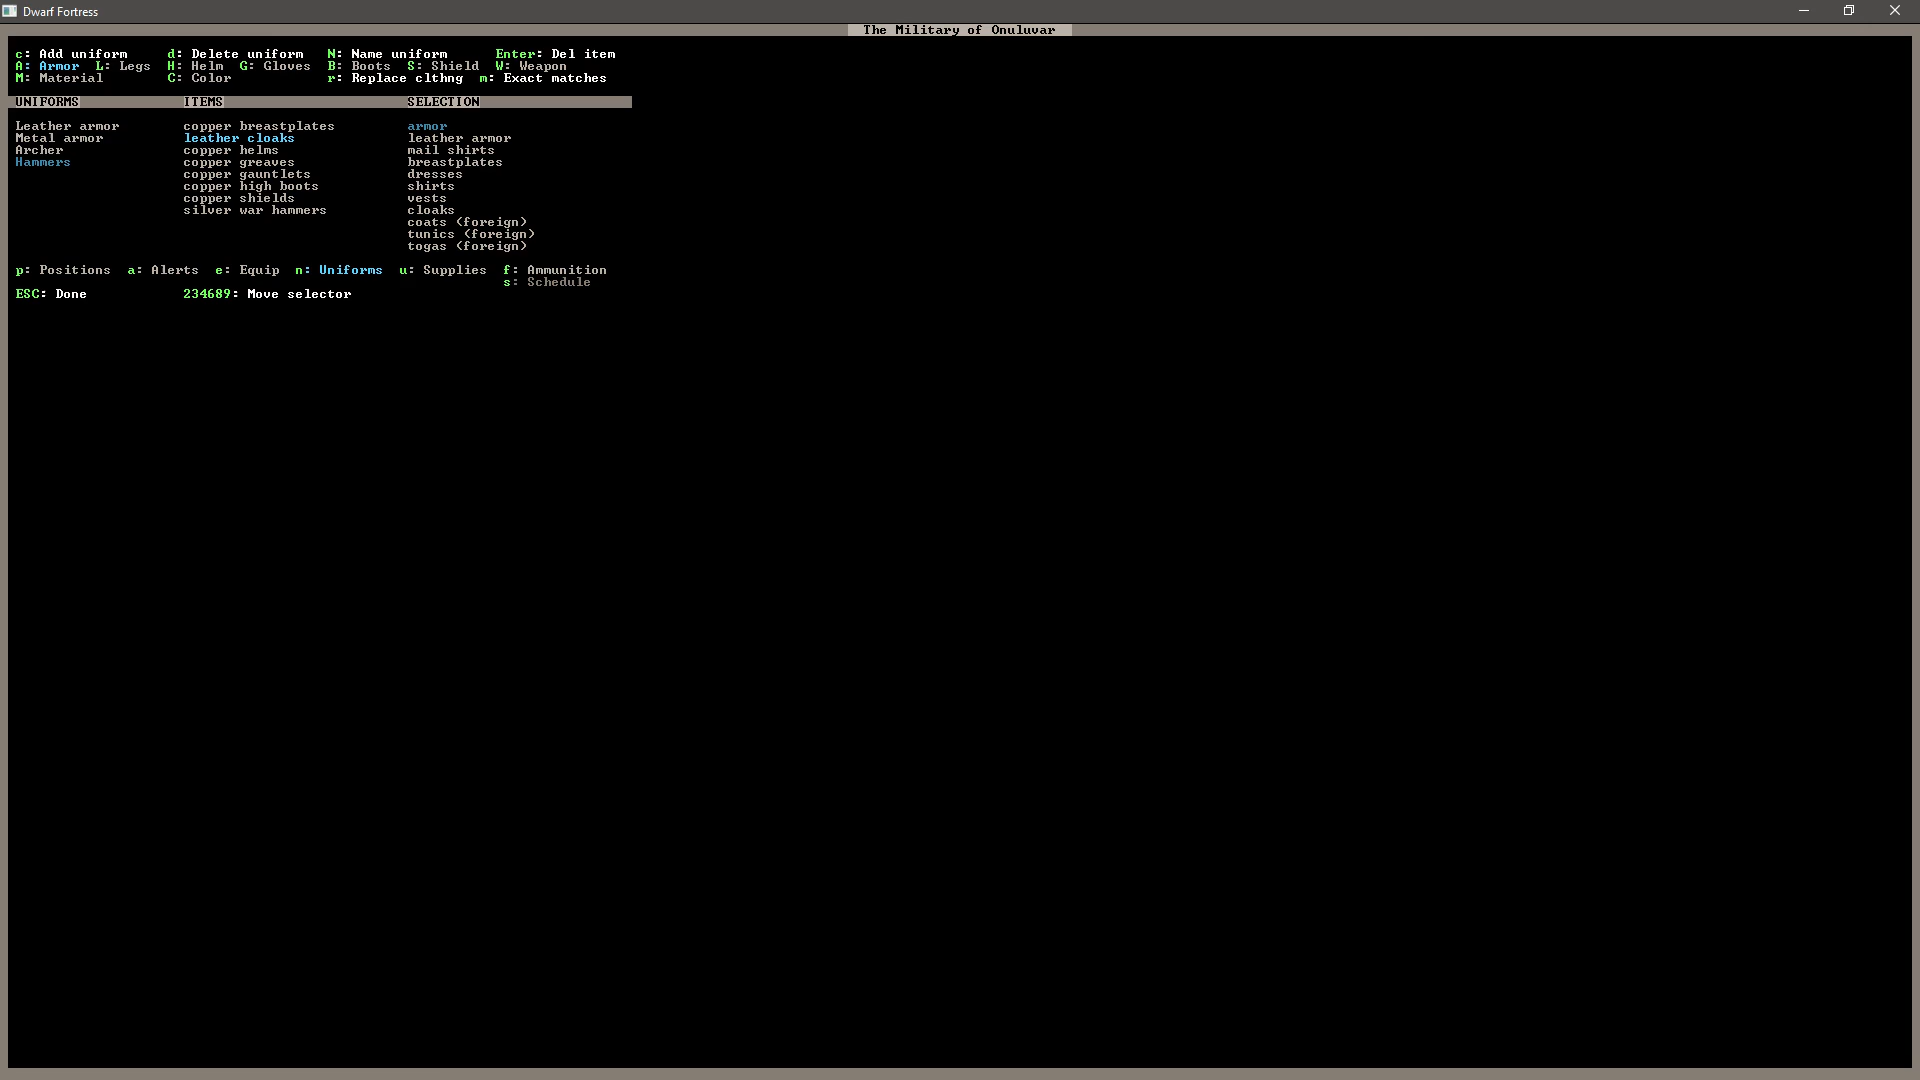 Dwarf Fortress
The Military of Onuluvar
c: Add uniform d: Delete uniform N: Name uniform Enter: Del item
A: Armor L: Legs H: Helm G: Gloves B: Boots S: Shield W: Weapon
M: Material C: Color r: Replace clthng m: Exact matches
UNIFORMS ITEMS SELECTION
Leather armor copper breastplates armor
Metal armor leather cloaks leather armor
Archer copper helms mail shirts
Hammers copper greaves breastplates
copper gauntlets dresses
copper high boots shirts
copper shields vests
silver war hammers cloaks
coats (foreign)
tunics (foreign)
togas (foreign)
p: Positions a: Alerts e: Equip n: Uniforms u: Supplies f: Ammunition
s: Schedule
ESC: Done 234689: Move selector